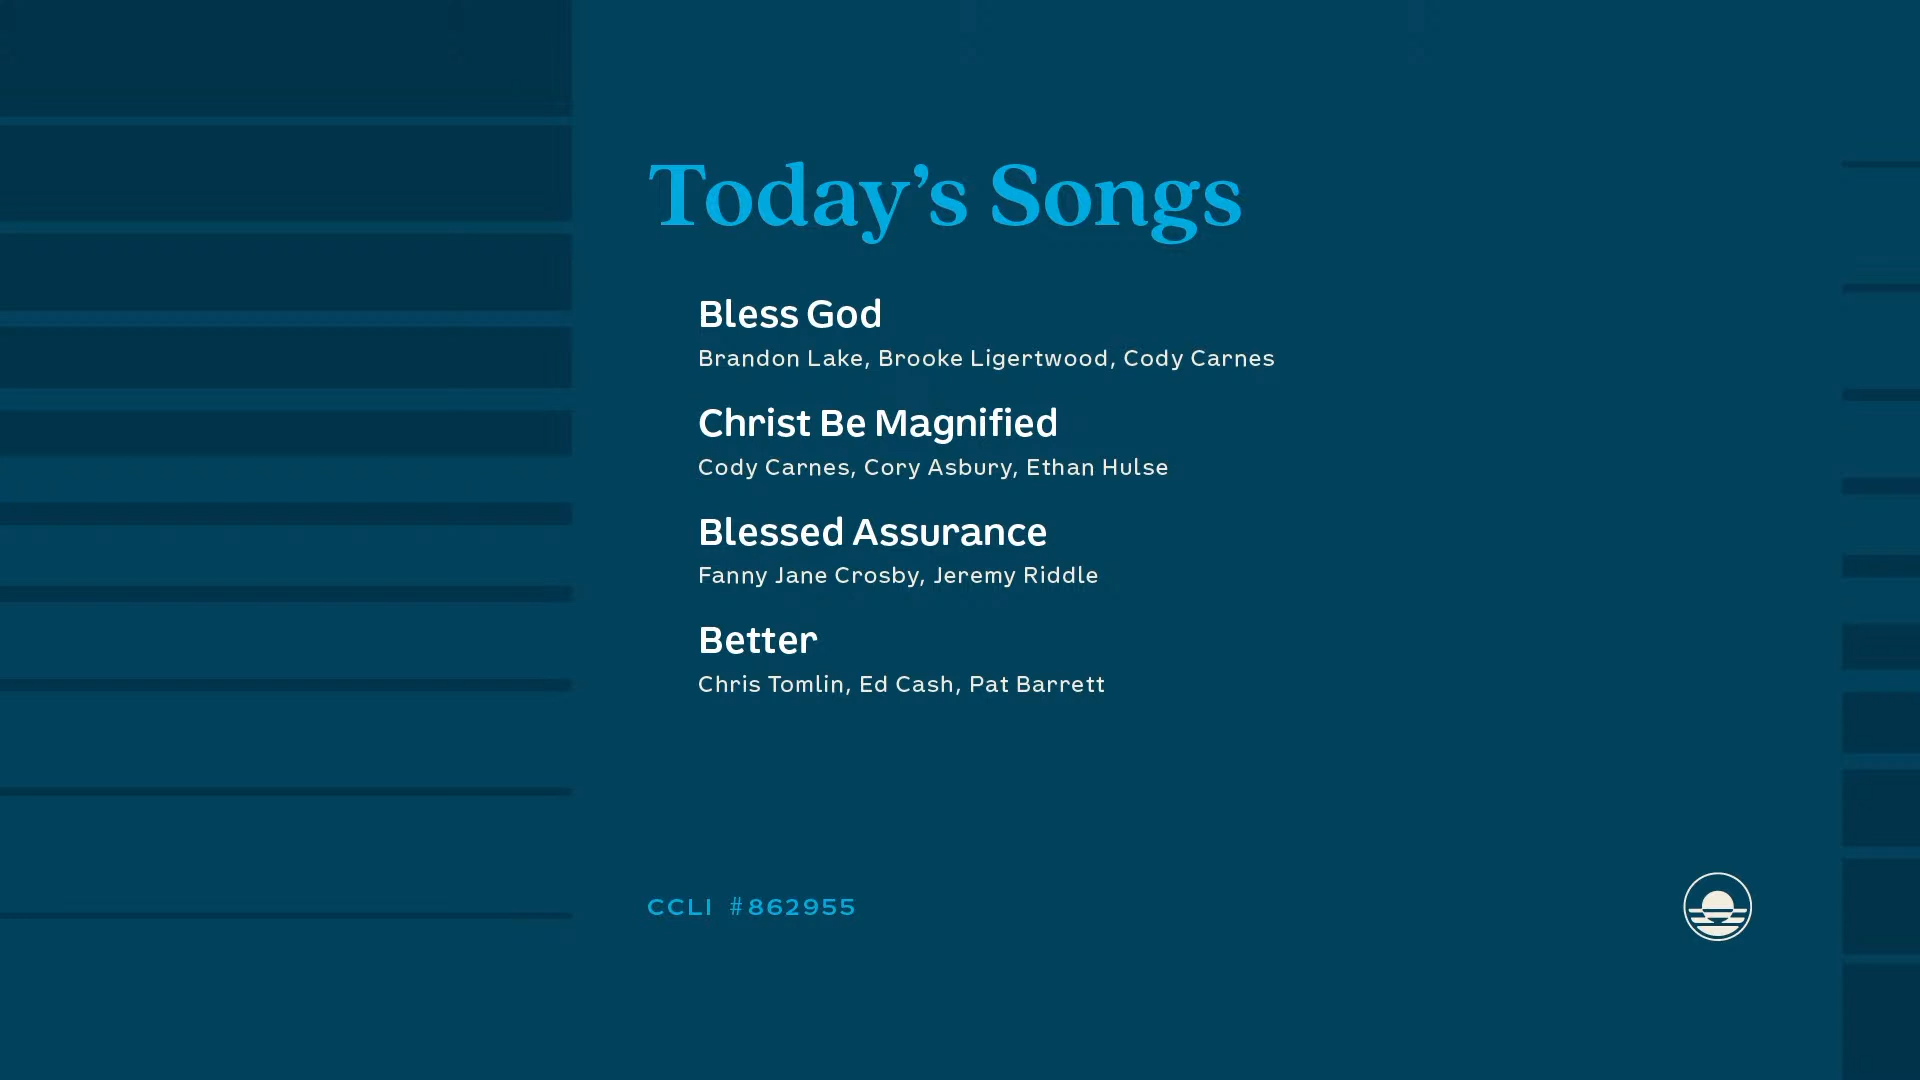 Today’s Songs
Bless God
Brandon Lake, Brooke Ligertwood, Cody Carnes
Christ Be Magnified
Cody Carnes, Cory Asbury, Ethan Hulse
Blessed Assurance
Fanny Jane Crosby, Jeremy Riddle
Better
Chris Tomlin, Ed Cash, Pat Barrett
CCLI #862955